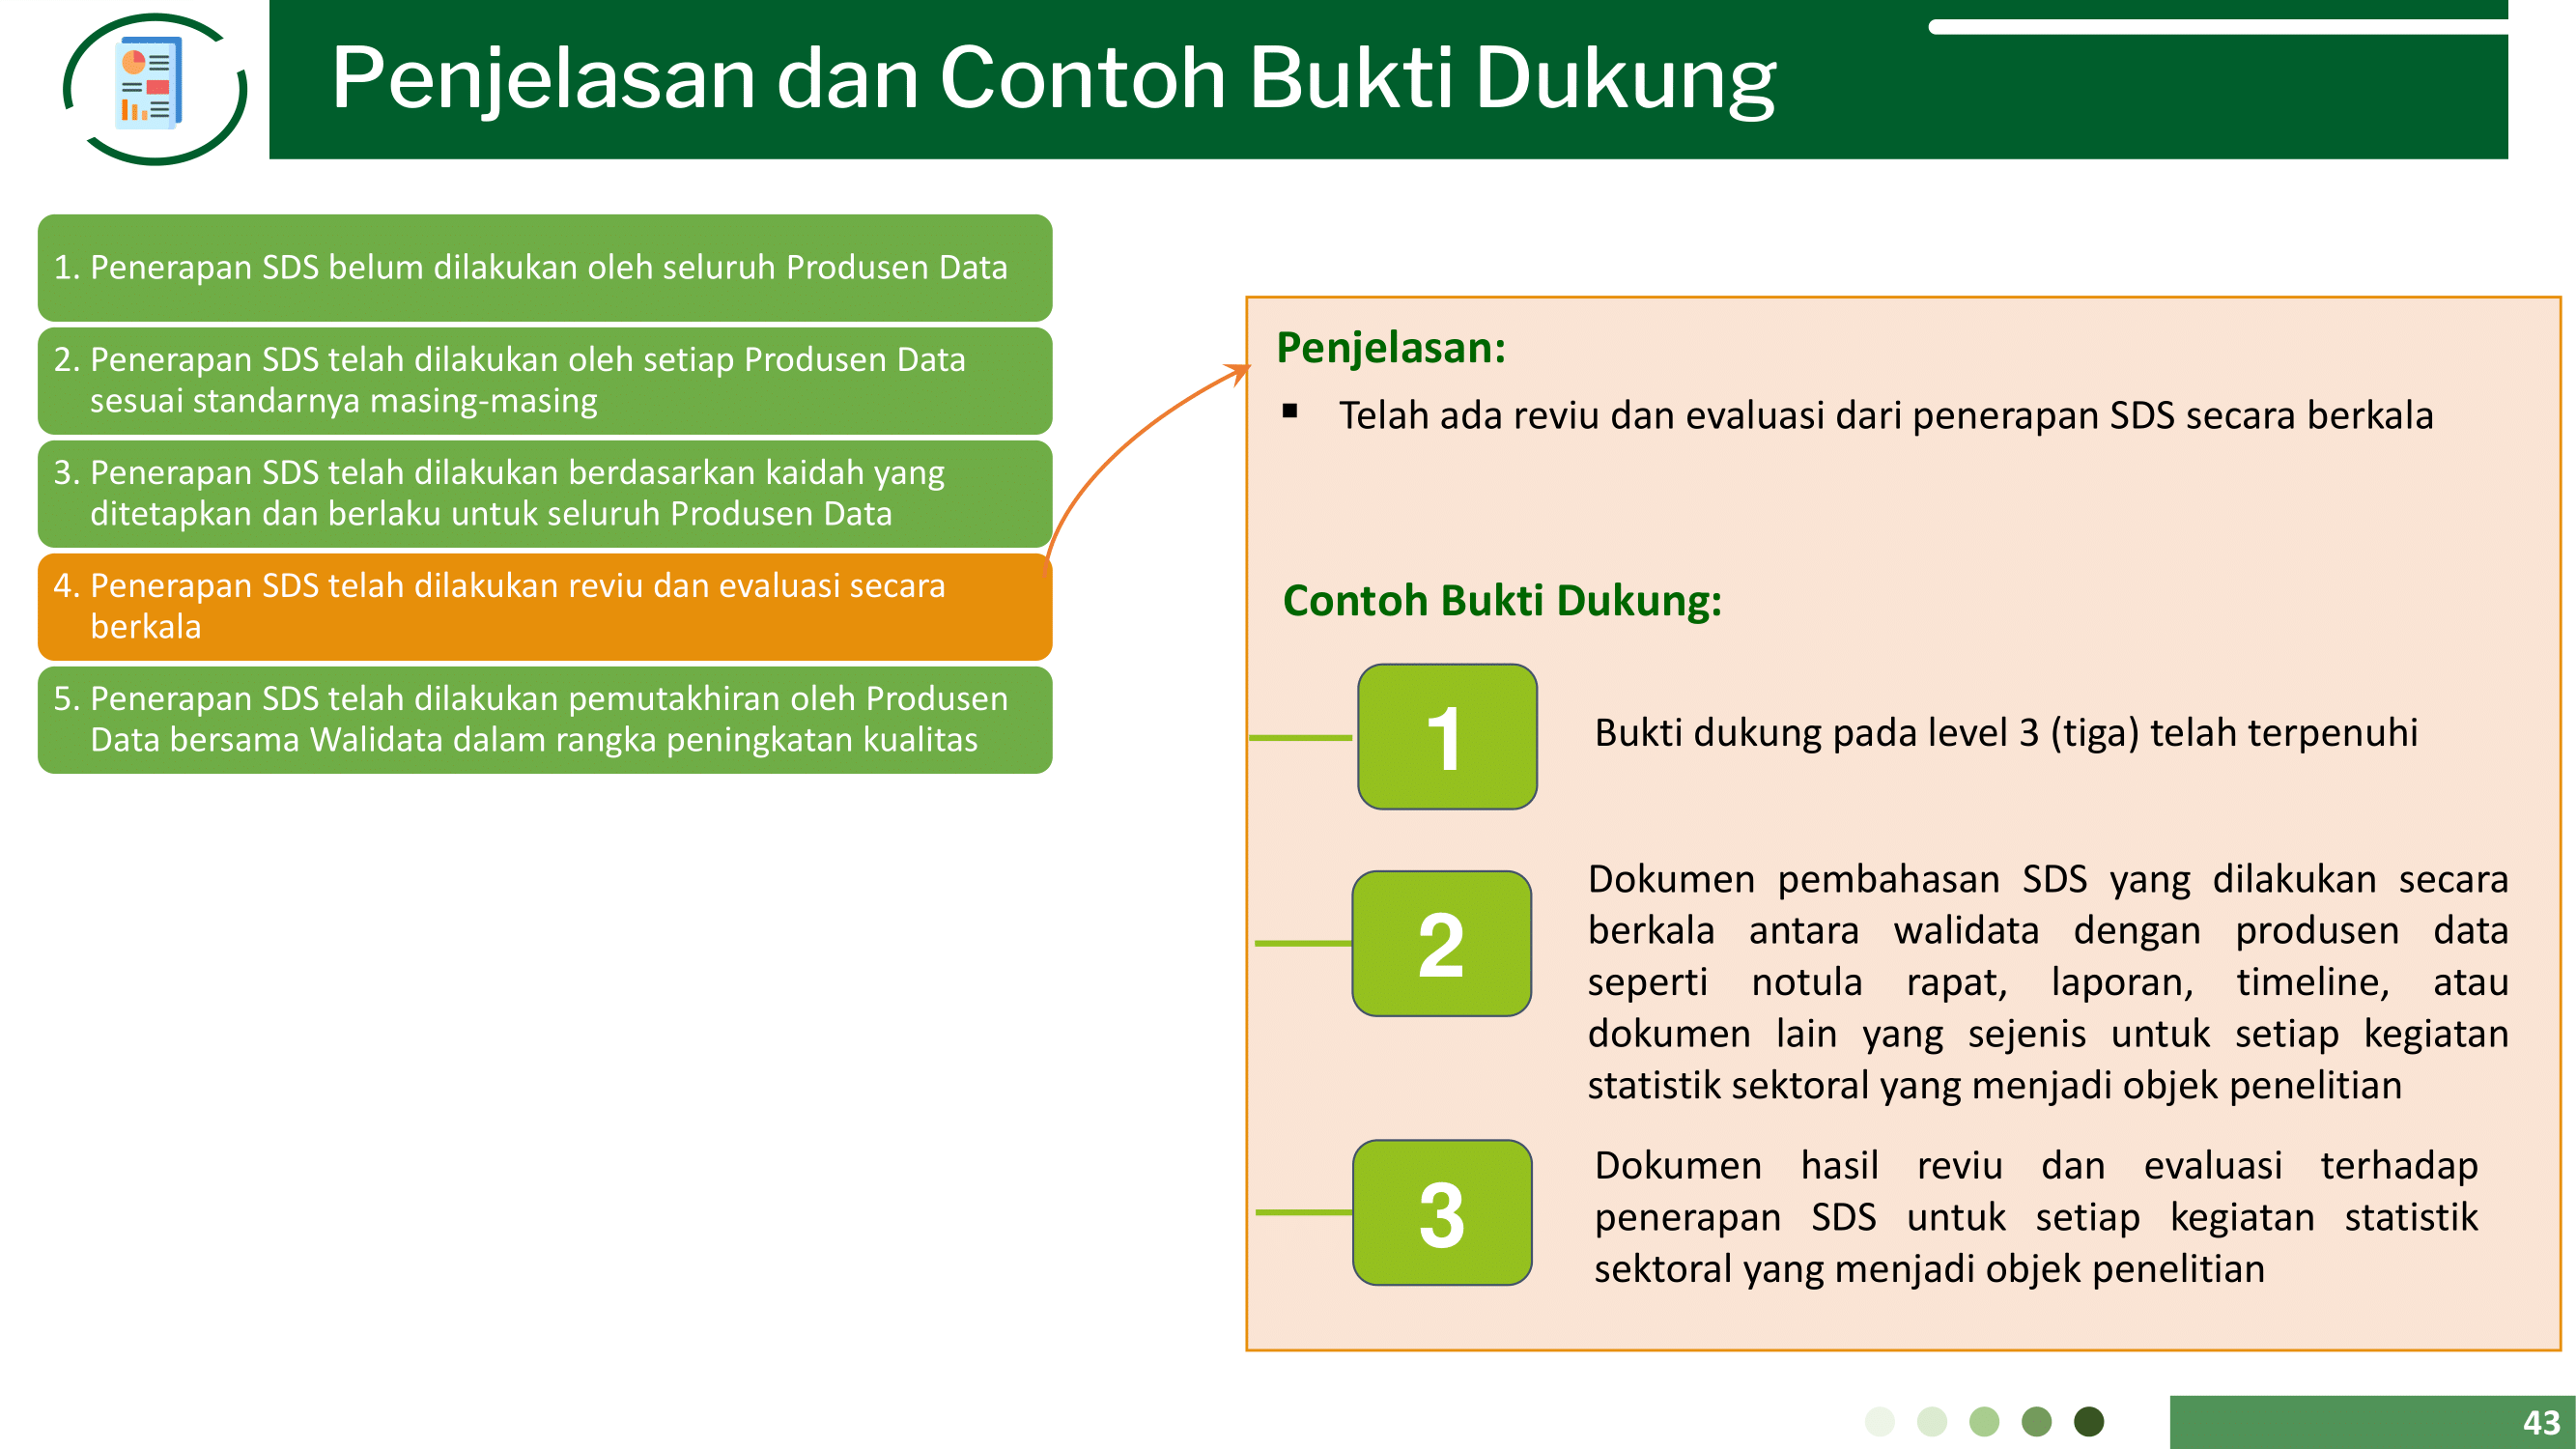 Penjelasan dan Contoh Bukti Dukung
1. Penerapan SDS belum dilakukan oleh seluruh Produsen Data
2. Penerapan SDS telah dilakukan oleh setiap Produsen Data
sesuai standarnya masing-masing
3. Penerapan SDS telah dilakukan berdasarkan kaidah yang
ditetapkan dan berlaku untuk seluruh Produsen Data
4. Penerapan SDS telah dilakukan reviu dan evaluasi secara
berkala
5. Penerapan SDS telah dilakukan pemutakhiran oleh Produsen
Data bersama Walidata dalam rangka peningkatan kualitas
Penjelasan:
▪ Telah ada reviu dan evaluasi dari penerapan SDS secara berkala
Contoh Bukti Dukung:
1
Bukti dukung pada level 3 (tiga) telah terpenuhi
2
Dokumen pembahasan SDS yang dilakukan secara
berkala antara walidata dengan produsen data
seperti notula rapat, laporan, timeline, atau
dokumen lain yang sejenis untuk setiap kegiatan
statistik sektoral yang menjadi objek penelitian
3
Dokumen hasil reviu dan evaluasi terhadap
penerapan SDS untuk setiap kegiatan statistik
sektoral yang menjadi objek penelitian
43